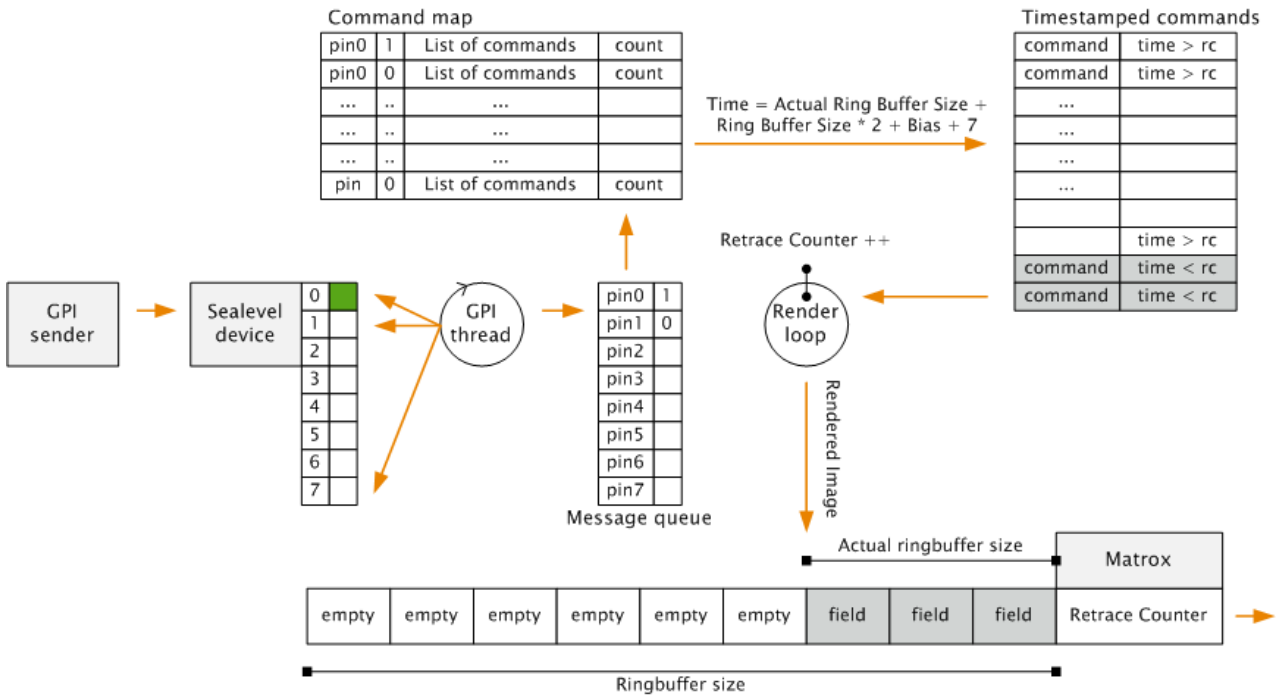 Command map
pin0 1 List of commands count
pin0 0 List of commands count
... .. ...
... .. ...
... .. ...
pin 0 List of commands count
Time = Actual Ring Buffer Size +
Ring Buffer Size * 2 + Bias + 7
Timestamped commands
command time > rc
command time > rc
...
...
...
...
time > rc
command time < rc
command time < rc
Retrace Counter ++
GPI
sender
Sealevel
device
0
1
2
3
4
5
6
7
GPI
thread
pin0 1
pin1 0
pin2
pin3
pin4
pin5
pin6
pin7
Message queue
Render
loop
Rendered Image
Actual ringbuffer size
Matrox
empty empty empty empty empty empty field field field Retrace Counter
Ringbuffer size